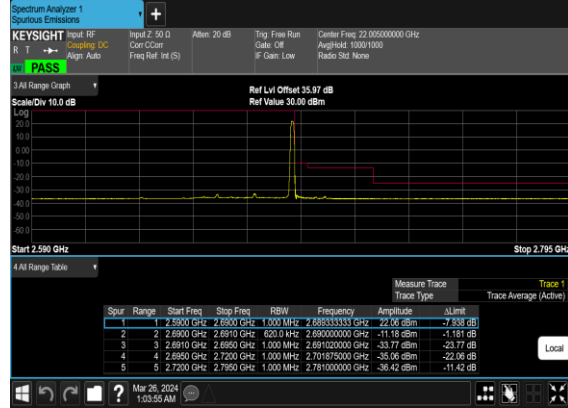 Spectrum Analyzer 1
Spurious Emissions
+
KEYSIGHT Input: RF Input Z: 50 Ω Atten: 20 dB Trig: Free Run Center Freq: 22.005000000 GHz
R T Coupling: DC Corr CCorr Gate: Off Avg|Hold: 1000/1000
Align: Auto Freq Ref: Int (S) IF Gain: Low Radio Std: None
LW PASS
3 All Range Graph
Ref Lvl Offset 35.97 dB
Scale/Div 10.0 dB Ref Value 30.00 dBm
Log
20.0
10.0
0.00
-10.0
-20.0
-30.0
-40.0
-50.0
-60.0
Start 2.590 GHz Stop 2.795 GHz
4 All Range Table
Measure Trace Trace 1
Trace Type Trace Average (Active)
Spur Range Start Freq Stop Freq RBW Frequency Amplitude ΔLimit
1 1 2.5900 GHz 2.6900 GHz 1.000 MHz 2.689333333 GHz 22.06 dBm -7.938 dB
2 2 2.6900 GHz 2.6910 GHz 620.0 kHz 2.690000000 GHz -11.18 dBm -1.181 dB
3 3 2.6910 GHz 2.6950 GHz 1.000 MHz 2.691020000 GHz -33.77 dBm -23.77 dB
4 4 2.6950 GHz 2.7200 GHz 1.000 MHz 2.701875000 GHz -35.06 dBm -22.06 dB
5 5 2.7200 GHz 2.7950 GHz 1.000 MHz 2.781000000 GHz -36.42 dBm -11.42 dB
Local
? Mar 26, 2024
1:03:55 AM